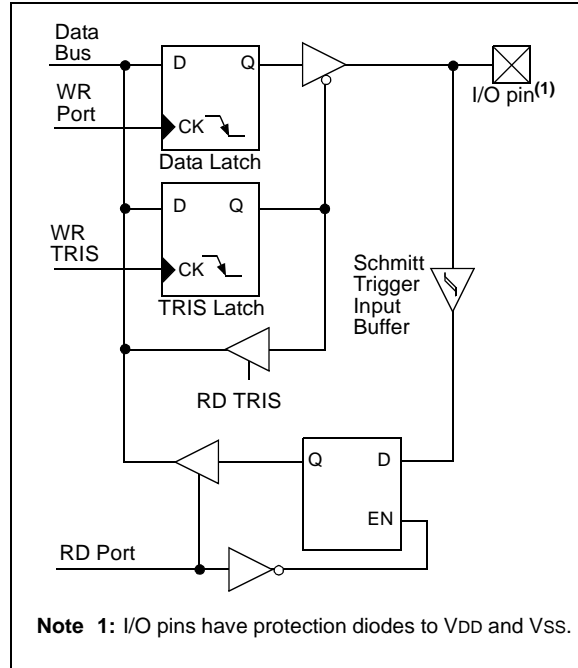 Data
Bus
D
Q
I/O pin(1)
WR
Port
CK
Data Latch
D
Q
WR
TRIS
CK
TRIS Latch
Schmitt
Trigger
Input
Buffer
RD TRIS
Q
D
EN
RD Port
Note 1: I/O pins have protection diodes to VDD and VSS.